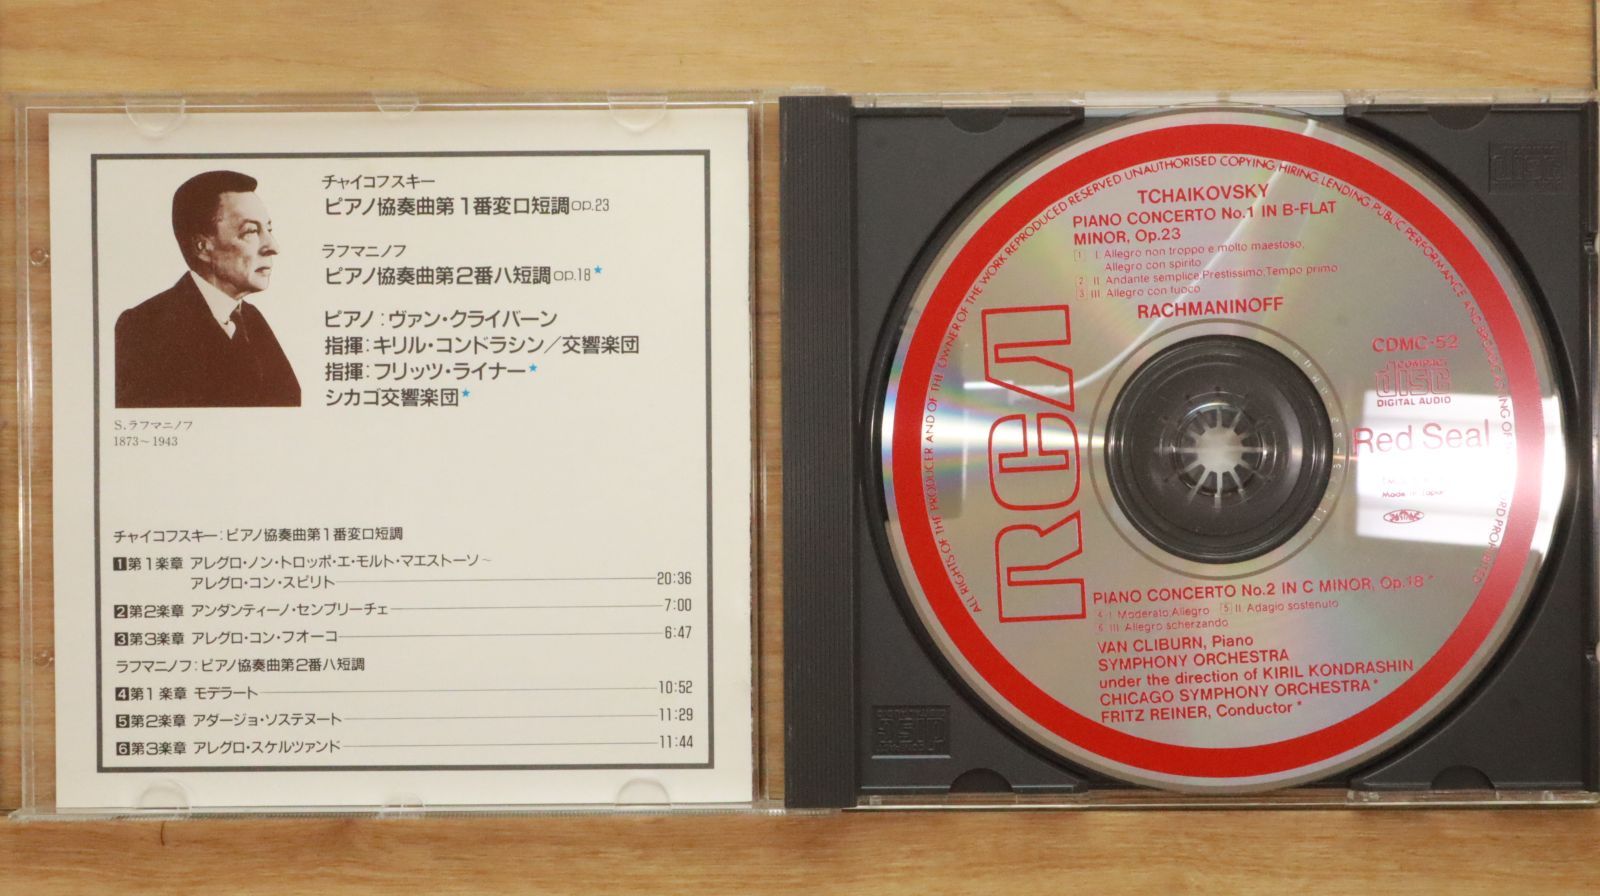 チャイコフスキー
ピアノ協奏曲第1番変ロ短調op.23
ラフマニノフ
ピアノ協奏曲第2番ハ短調op.18★
ピアノ:ヴァン・クライバーン
指揮:キリル・コンドラシン/交響楽団
指揮:フリッツ・ライナー★
シカゴ交響楽団★
S.ラフマニノフ
1873〜1943
チャイコフスキー:ピアノ協奏曲第1番変ロ短調
1 第1楽章 アレグロ・ノン・トロッポ・エ・モルト・マエストーソ〜
アレグロ・コン・スピリト 20:36
2 第2楽章 アンダンティーノ・センプリーチェ 7:00
3 第3楽章 アレグロ・コン・フオーコ 6:47
ラフマニノフ:ピアノ協奏曲第2番ハ短調
4 第1楽章 モデラート 10:52
5 第2楽章 アダージョ・ソステヌート 11:29
6 第3楽章 アレグロ・スケルツァンド 11:44
ALL RIGHTS OF THE PRODUCER AND OF THE OWNER OF THE WORK REPRODUCED RESERVED UNAUTHORISED COPYING, HIRING, LENDING, PUBLIC PERFORMANCE AND BROADCASTING OF
TCHAIKOVSKY
PIANO CONCERTO No.1 IN B-FLAT
MINOR, Op.23
1 I. Allegro non troppo e molto maestoso,
Allegro con spirito
2 II. Andante semplice, Prestissimo, Tempo primo
3 III. Allegro con fuoco
RACHMANINOFF
RCA
CDMC-52
COMPACT
disc
DIGITAL AUDIO
Red Seal
Made in Japan
PIANO CONCERTO No.2 IN C MINOR, Op.18*
4 I. Moderato, Allegro 5 II. Adagio sostenuto
6 III. Allegro scherzando
VAN CLIBURN, Piano
SYMPHONY ORCHESTRA
under the direction of KIRIL KONDRASHIN
CHICAGO SYMPHONY ORCHESTRA*
FRITZ REINER, Conductor*